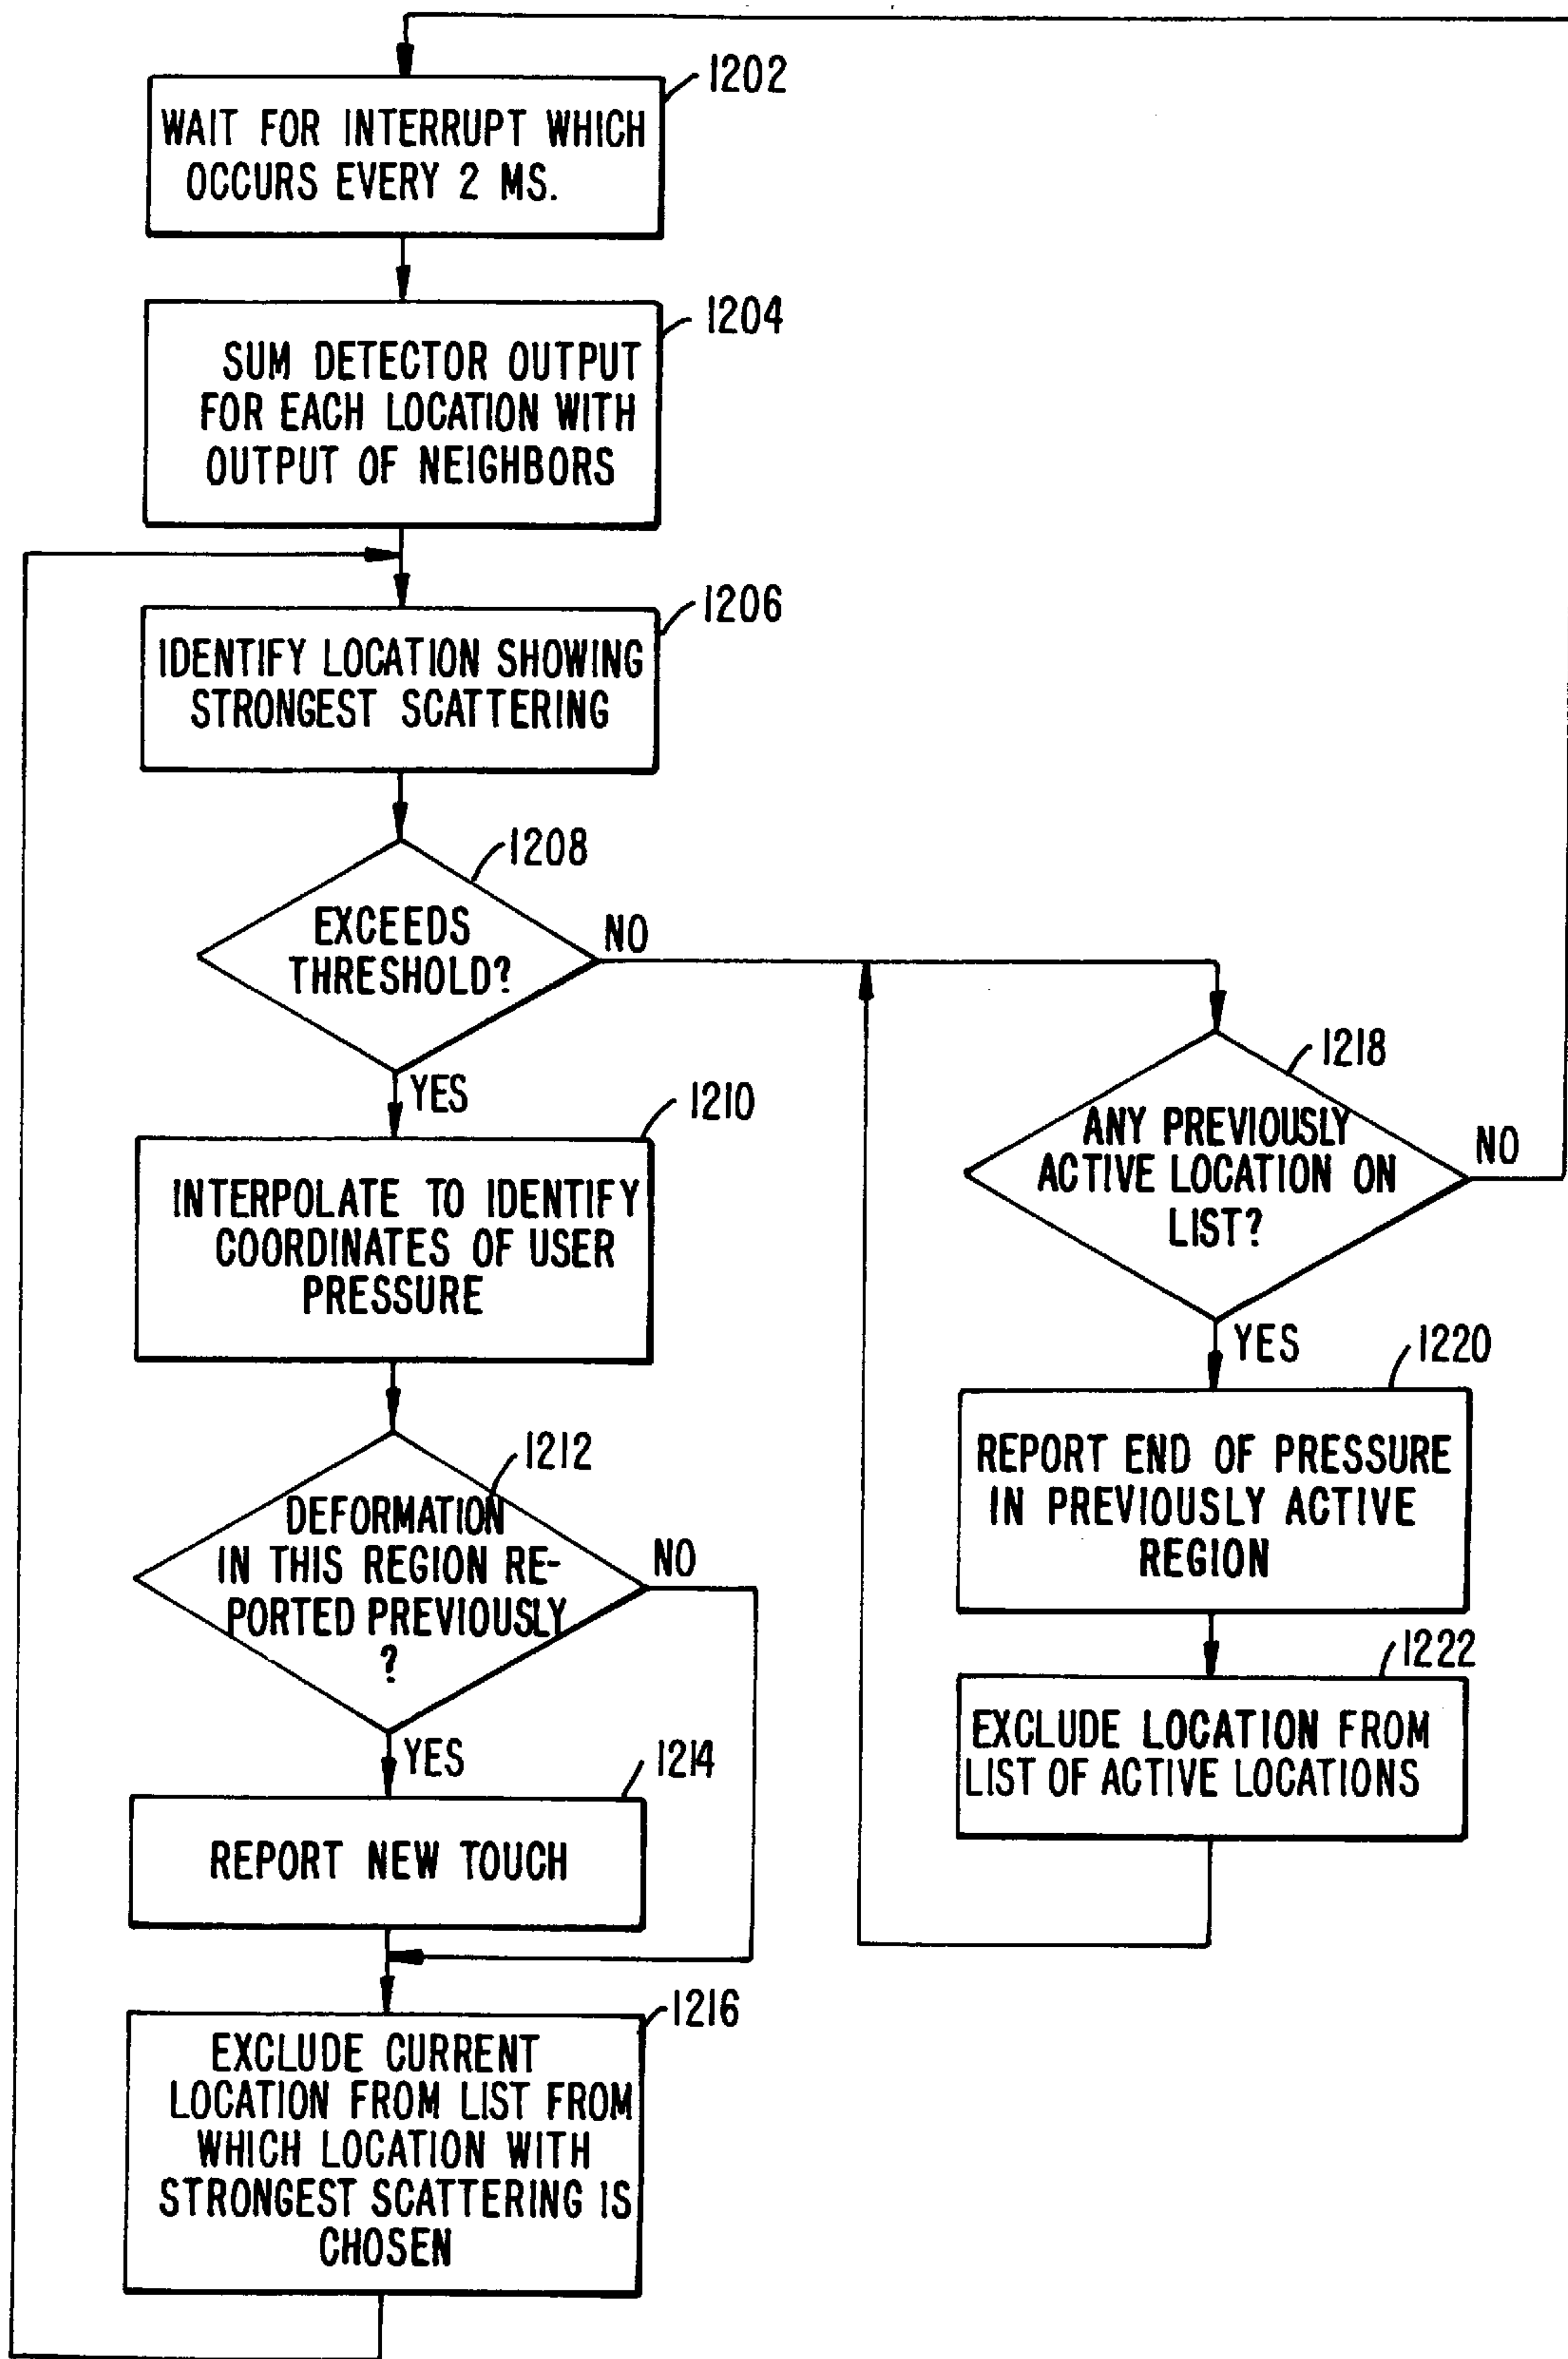 1202
WAIT FOR INTERRUPT WHICH
OCCURS EVERY 2 MS.
1204
SUM DETECTOR OUTPUT
FOR EACH LOCATION WITH
OUTPUT OF NEIGHBORS
1206
IDENTIFY LOCATION SHOWING
STRONGEST SCATTERING
1208
EXCEEDS
THRESHOLD?
NO
YES
1210
INTERPOLATE TO IDENTIFY
COORDINATES OF USER
PRESSURE
1212
DEFORMATION
IN THIS REGION RE-
PORTED PREVIOUSLY
?
NO
YES
1214
REPORT NEW TOUCH
1216
EXCLUDE CURRENT
LOCATION FROM LIST FROM
WHICH LOCATION WITH
STRONGEST SCATTERING IS
CHOSEN
1218
ANY PREVIOUSLY
ACTIVE LOCATION ON
LIST?
NO
YES
1220
REPORT END OF PRESSURE
IN PREVIOUSLY ACTIVE
REGION
1222
EXCLUDE LOCATION FROM
LIST OF ACTIVE LOCATIONS